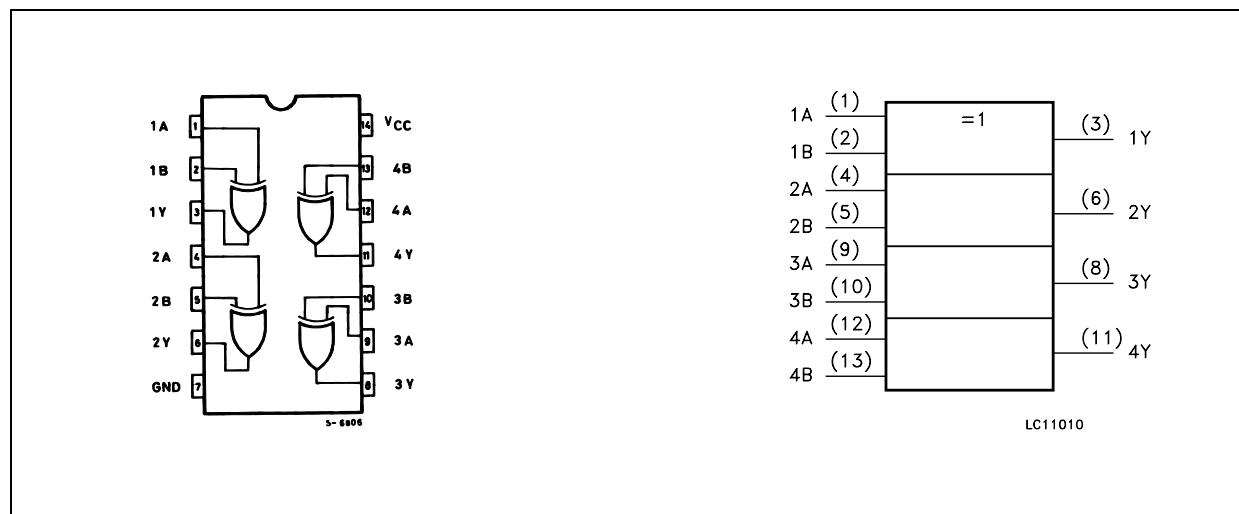 1A 1 14 VCC
1B 2 13 4B
1Y 3 12 4A
2A 4 11 4Y
2B 5 10 3B
2Y 6 9 3A
GND 7 8 3Y
S-6806
=1
1A (1)
1B (2)
2A (4)
2B (5)
3A (9)
3B (10)
4A (12)
4B (13)
(3) 1Y
(6) 2Y
(8) 3Y
(11) 4Y
LC11010